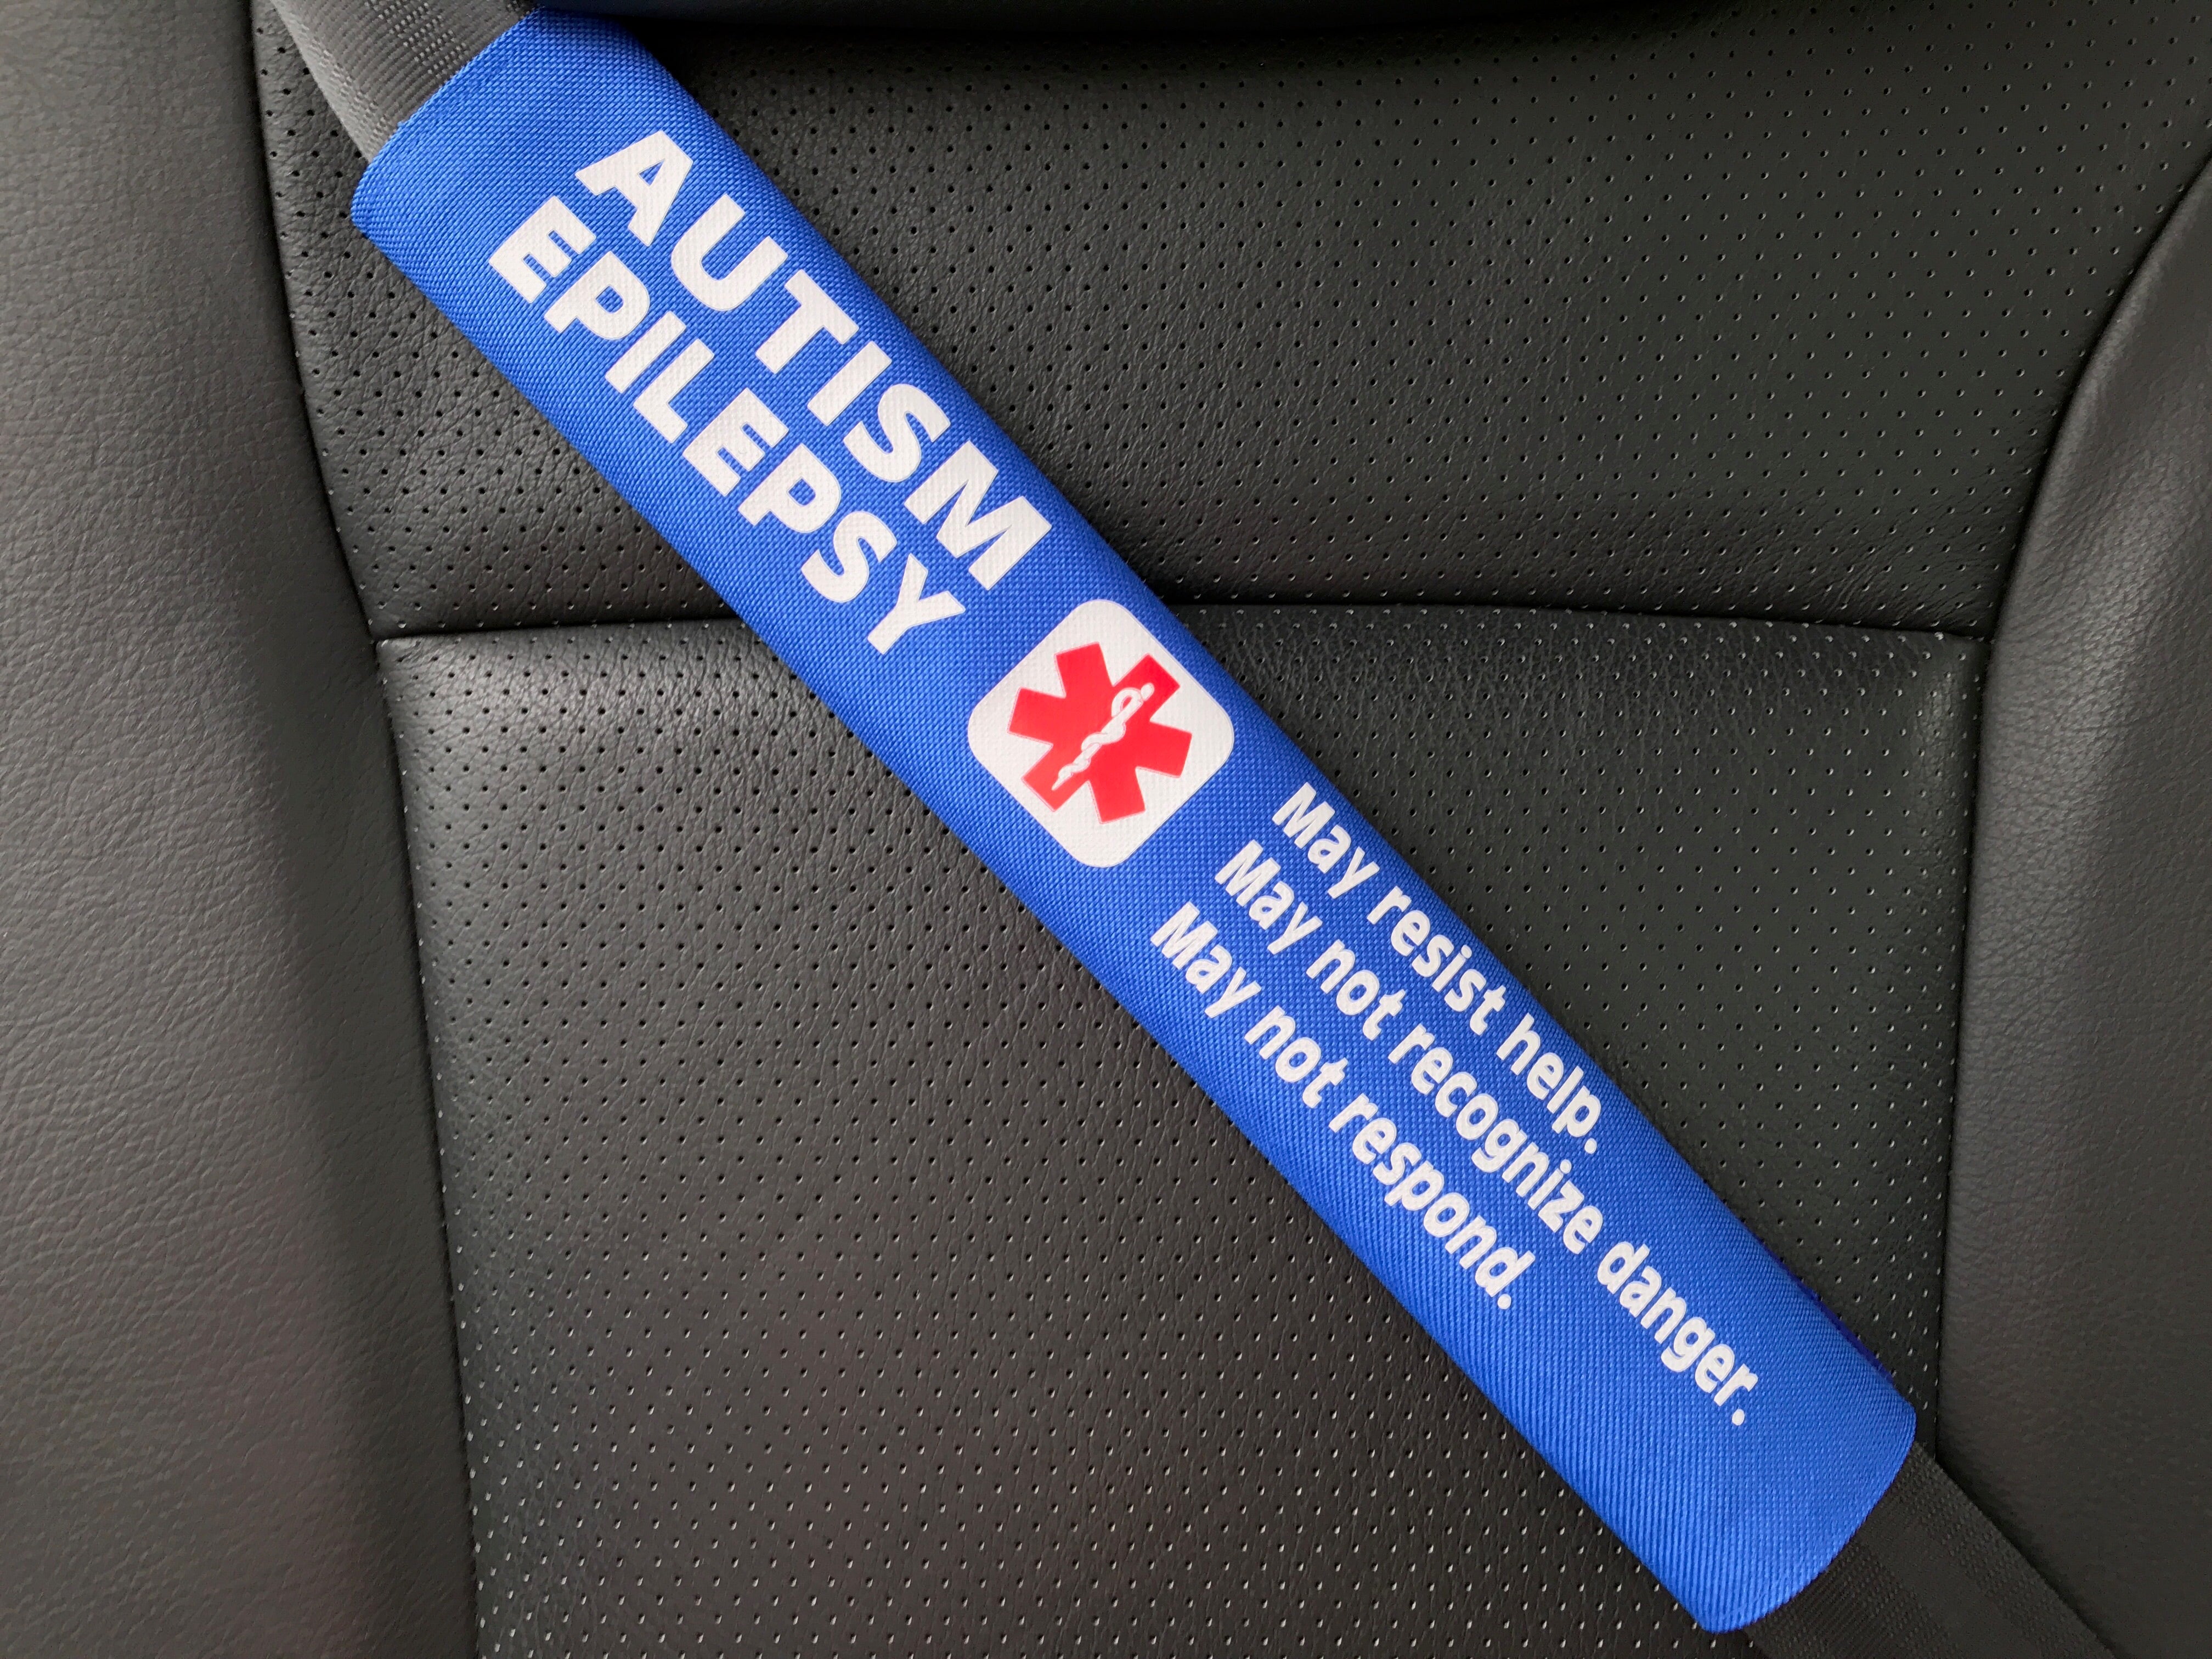 AUTISM
EPILEPSY
May resist help.
May not recognize danger.
May not respond.